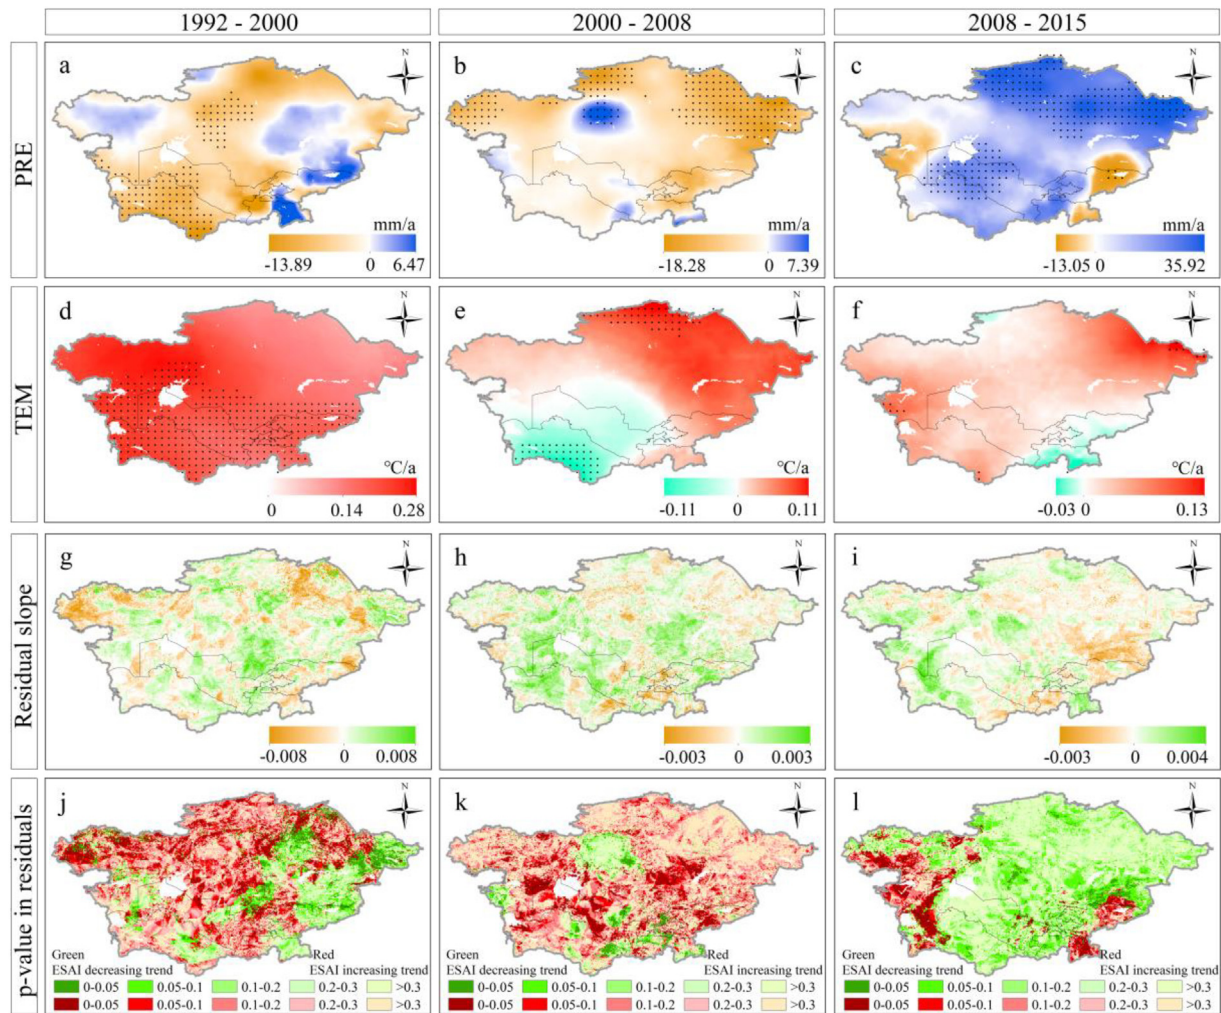 1992 - 2000
2000 - 2008
2008 - 2015
PRE
a
N
mm/a
-13.89 0 6.47
b
N
mm/a
-18.28 0 7.39
c
N
mm/a
-13.05 0 35.92
TEM
d
N
°C/a
0 0.14 0.28
e
N
°C/a
-0.11 0 0.11
f
N
°C/a
-0.03 0 0.13
Residual slope
g
N
-0.008 0 0.008
h
N
-0.003 0 0.003
i
N
-0.003 0 0.004
p-value in residuals
j
N
Green Red
ESAI decreasing trend ESAI increasing trend
0-0.05 0.05-0.1 0.1-0.2 0.2-0.3 >0.3
0-0.05 0.05-0.1 0.1-0.2 0.2-0.3 >0.3
k
N
Green Red
ESAI decreasing trend ESAI increasing trend
0-0.05 0.05-0.1 0.1-0.2 0.2-0.3 >0.3
0-0.05 0.05-0.1 0.1-0.2 0.2-0.3 >0.3
l
N
Green Red
ESAI decreasing trend ESAI increasing trend
0-0.05 0.05-0.1 0.1-0.2 0.2-0.3 >0.3
0-0.05 0.05-0.1 0.1-0.2 0.2-0.3 >0.3